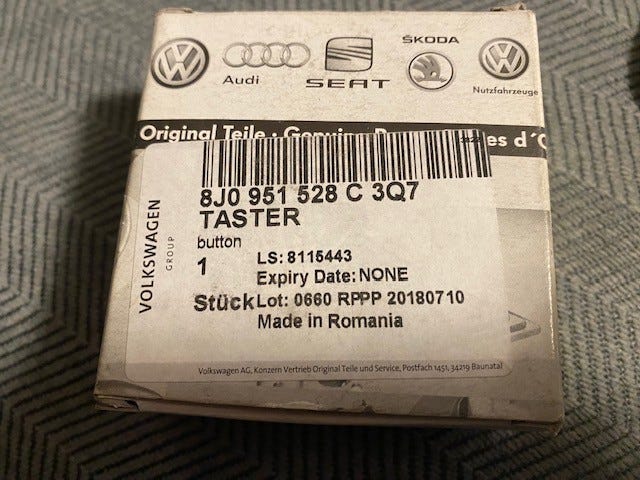 Audi
SEAT
ŠKODA
Nutzfahrzeuge
Original Teile · Genuin
es d'
8J0 951 528 C 3Q7
TASTER
button
1
LS: 8115443
Expiry Date: NONE
Stück Lot: 0660 RPPP 20180710
Made in Romania
VOLKSWAGEN
GROUP
Volkswagen AG, Konzern Vertrieb Original Teile und Service, Postfach 1451, 34219 Baunatal